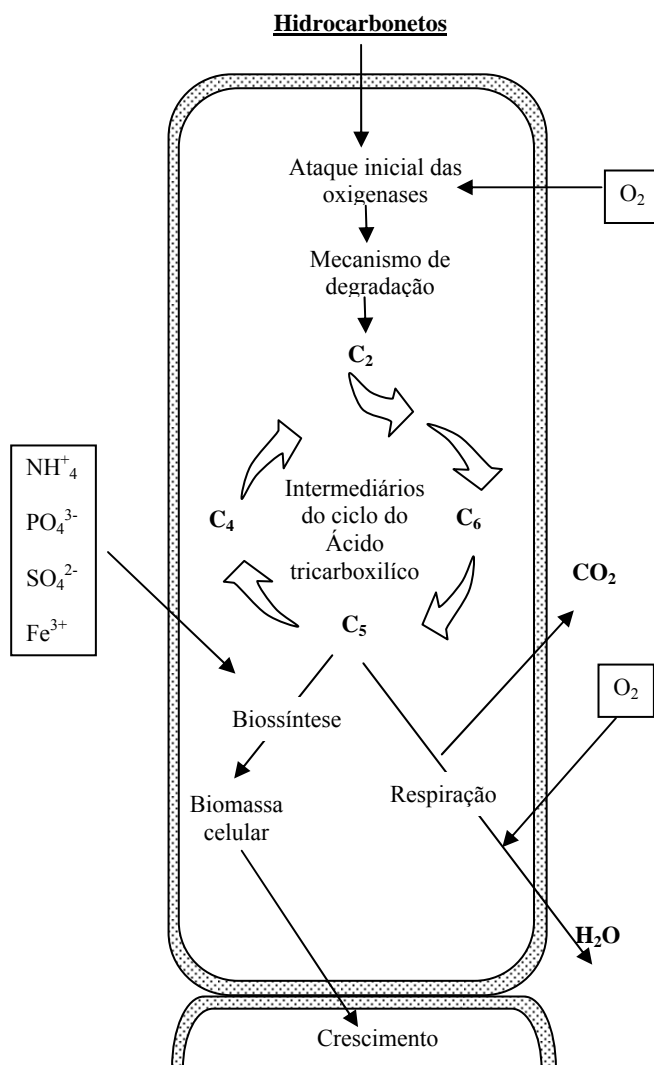 Hidrocarbonetos
Ataque inicial das
oxigenases
O₂
Mecanismo de
degradação
C₂
NH⁺₄
PO₄³⁻
SO₄²⁻
Fe³⁺
C₄
Intermediários
do ciclo do
Ácido
tricarboxilíco
C₆
CO₂
C₅
O₂
Biossíntese
Respiração
Biomassa
celular
H₂O
Crescimento